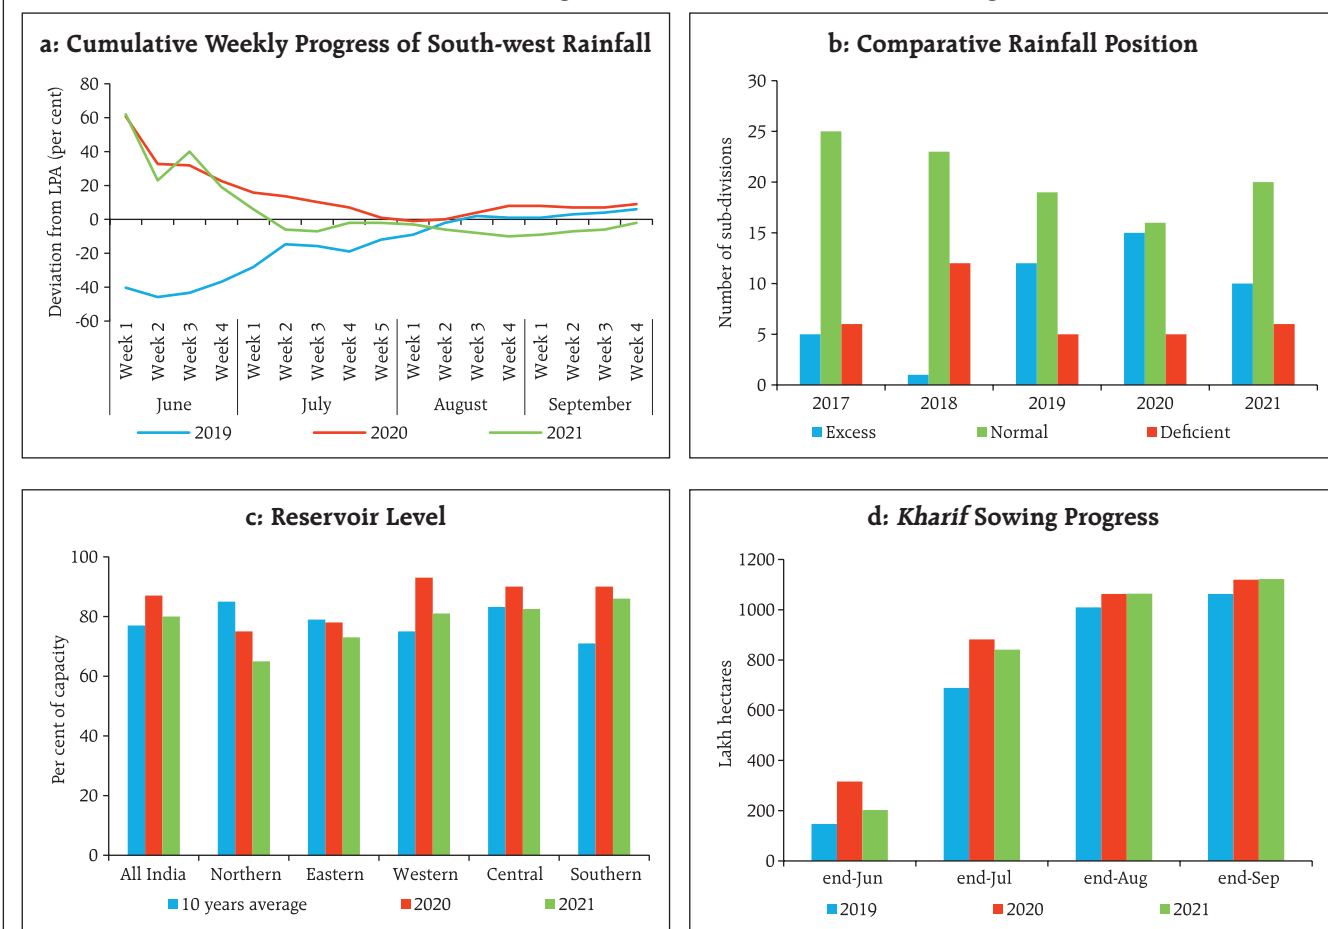 a: Cumulative Weekly Progress of South-west Rainfall
Deviation from LPA (per cent)
80
60
40
20
0
-20
-40
-60
Week 1
Week 2
Week 3
Week 4
Week 1
Week 2
Week 3
Week 4
Week 5
Week 1
Week 2
Week 3
Week 4
Week 1
Week 2
Week 3
Week 4
June July August September
2019 2020 2021
b: Comparative Rainfall Position
Number of sub-divisions
30
25
20
15
10
5
0
2017 2018 2019 2020 2021
Excess Normal Deficient
c: Reservoir Level
Per cent of capacity
100
80
60
40
20
0
All India Northern Eastern Western Central Southern
10 years average 2020 2021
d: Kharif Sowing Progress
Lakh hectares
1200
1000
800
600
400
200
0
end-Jun end-Jul end-Aug end-Sep
2019 2020 2021